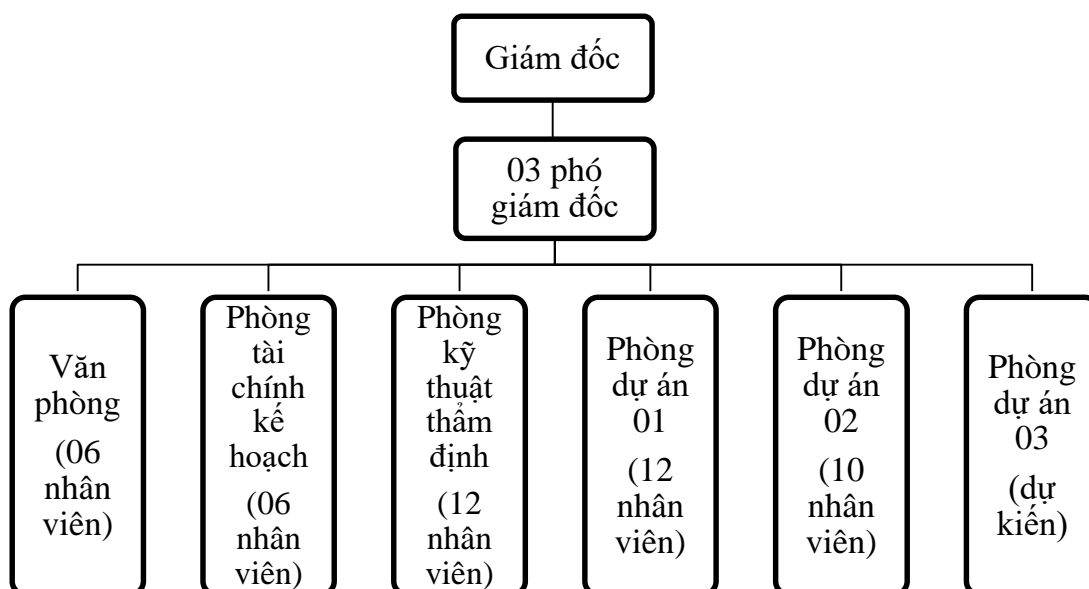 Giám đốc
03 phó
giám đốc
Văn
phòng
(06
nhân
viên)
Phòng
tài
chính
kế
hoạch
(06
nhân
viên)
Phòng
kỹ
thuật
thẩm
định
(12
nhân
viên)
Phòng
dự án
01
(12
nhân
viên)
Phòng
dự án
02
(10
nhân
viên)
Phòng
dự án
03
(dự
kiến)